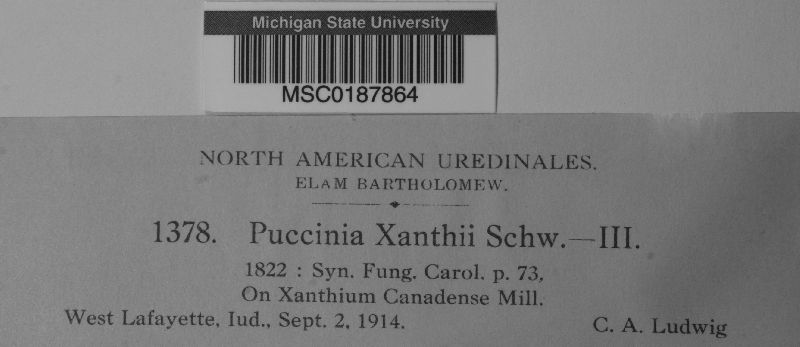 Michigan State University
MSC0187864
NORTH AMERICAN UREDINALES.
ELAM BARTHOLOMEW.
1378. Puccinia Xanthii Schw.—III.
1822 : Syn. Fung. Carol. p. 73,
On Xanthium Canadense Mill.
West Lafayette, Iud., Sept. 2, 1914. C. A. Ludwig